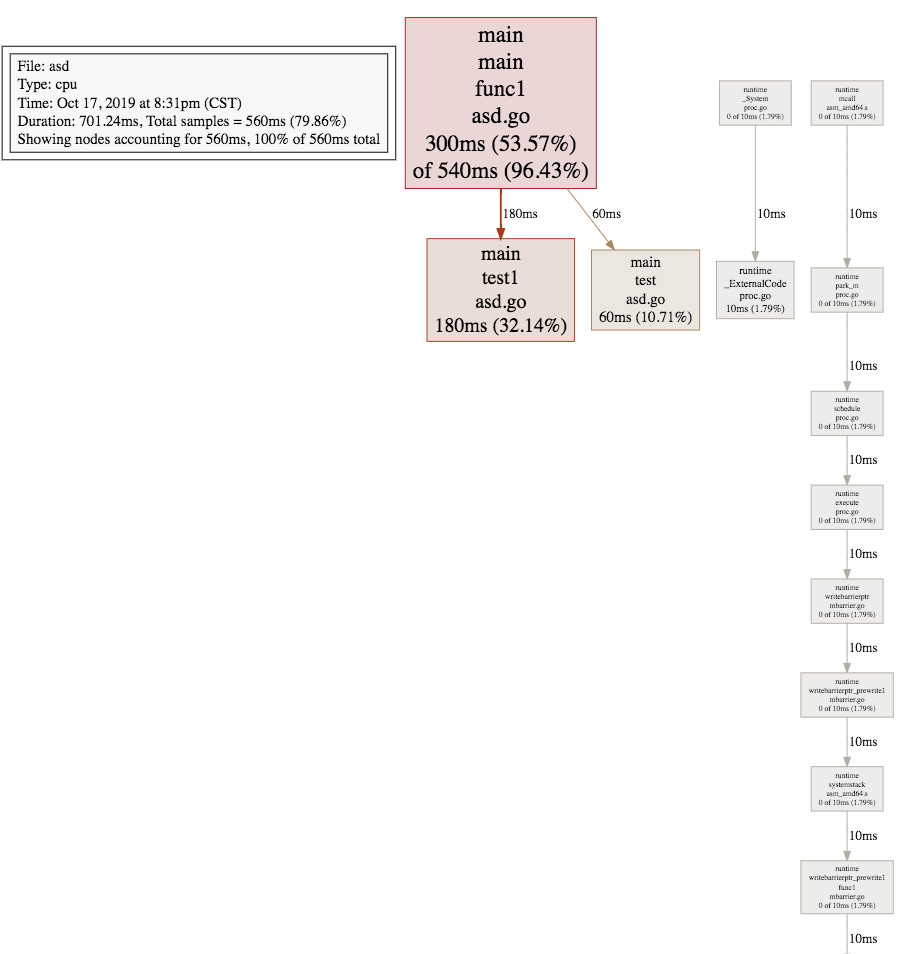 File: asd
Type: cpu
Time: Oct 17, 2019 at 8:31pm (CST)
Duration: 701.24ms, Total samples = 560ms (79.86%)
Showing nodes accounting for 560ms, 100% of 560ms total
main
main
func1
asd.go
300ms (53.57%)
of 540ms (96.43%)
180ms
60ms
main
test1
asd.go
180ms (32.14%)
main
test
asd.go
60ms (10.71%)
runtime
_System
proc.go
0 of 10ms (1.79%)
10ms
runtime
_ExternalCode
proc.go
10ms (1.79%)
runtime
mcall
asm_amd64.s
0 of 10ms (1.79%)
10ms
runtime
park_m
proc.go
0 of 10ms (1.79%)
10ms
runtime
schedule
proc.go
0 of 10ms (1.79%)
10ms
runtime
execute
proc.go
0 of 10ms (1.79%)
10ms
runtime
writebarrierptr
mbarrier.go
0 of 10ms (1.79%)
10ms
runtime
writebarrierptr_prewrite1
mbarrier.go
0 of 10ms (1.79%)
10ms
runtime
systemstack
asm_amd64.s
0 of 10ms (1.79%)
10ms
runtime
writebarrierptr_prewrite1
func1
mbarrier.go
0 of 10ms (1.79%)
10ms